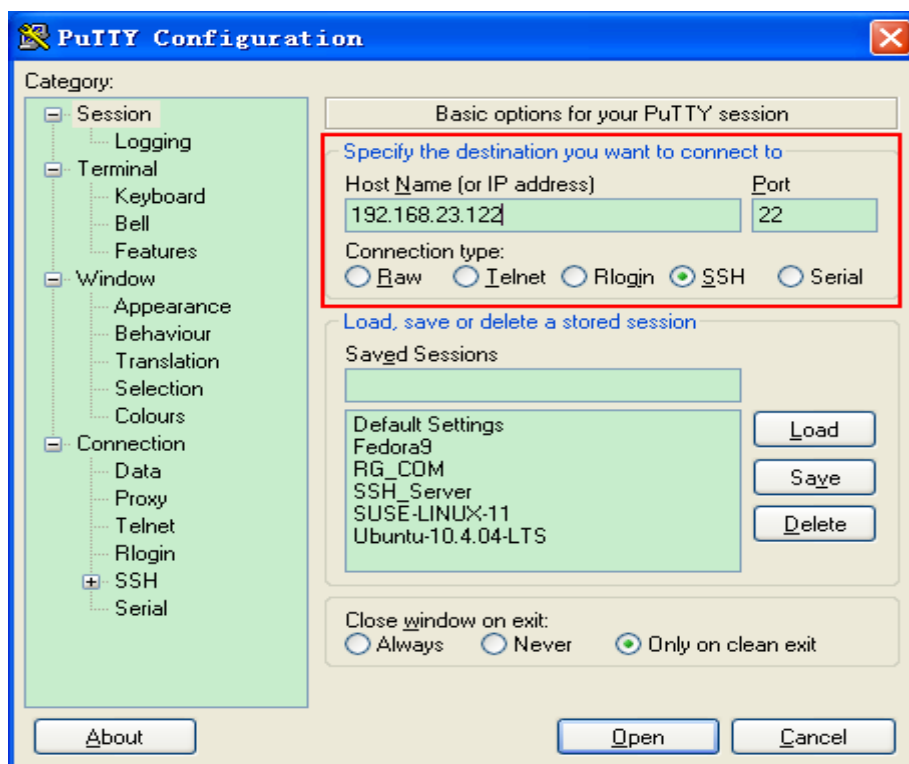 PuTTY Configuration
Category:
Session
Logging
Terminal
Keyboard
Bell
Features
Window
Appearance
Behaviour
Translation
Selection
Colours
Connection
Data
Proxy
Telnet
Rlogin
SSH
Serial
Basic options for your PuTTY session
Specify the destination you want to connect to
Host Name (or IP address) Port
192.168.23.122 22
Connection type:
Raw Telnet Rlogin SSH Serial
Load, save or delete a stored session
Saved Sessions
Default Settings
Fedora9
RG_COM
SSH_Server
SUSE-LINUX-11
Ubuntu-10.4.04-LTS
Load
Save
Delete
Close window on exit:
Always Never Only on clean exit
About Open Cancel